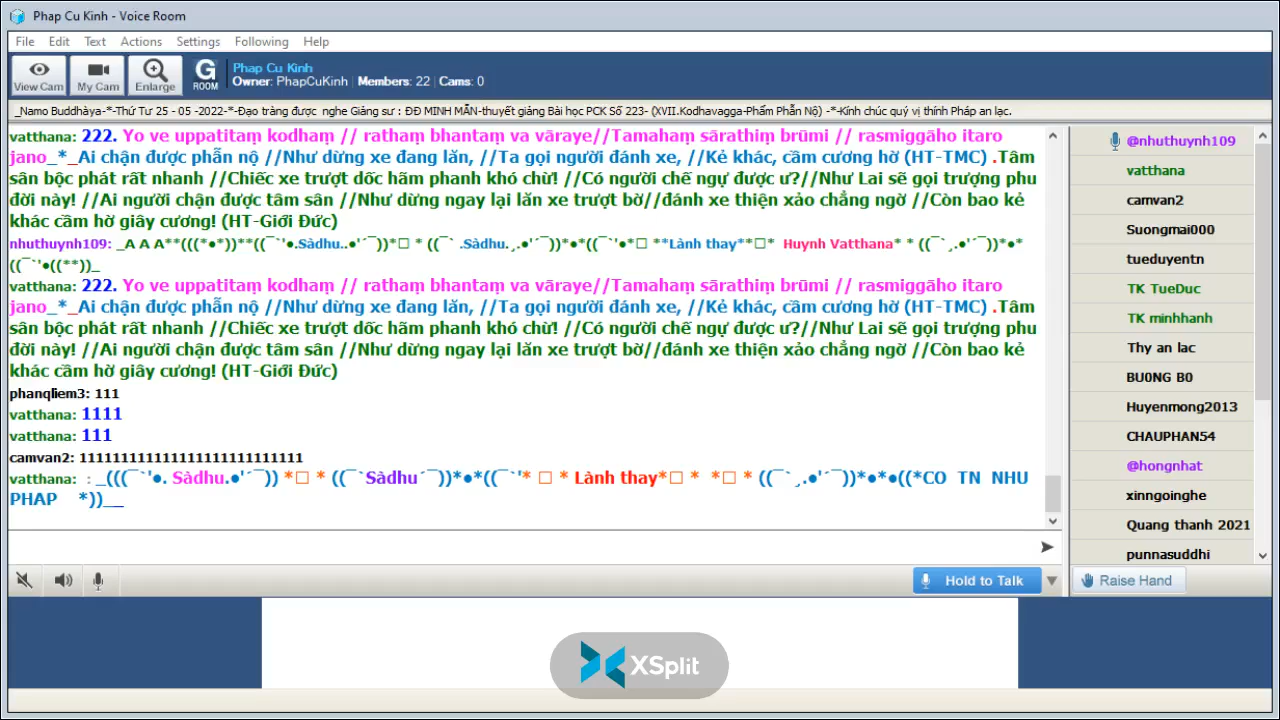 Phap Cu Kinh - Voice Room
File Edit Text Actions Settings Following Help
View Cam My Cam Enlarge G ROOM
Phap Cu Kinh
Owner: PhapCuKinh | Members: 22 | Cams: 0
_Namo Buddhàya-*-Thứ Tư 25 - 05 -2022-*-Đạo tràng được nghe Giảng sư : ĐĐ MINH MẪN-thuyết giảng Bài học PCK Số 223- (XVII.Kodhavagga-Phẩm Phẫn Nộ) -*-Kính chúc quý vị thính Pháp an lạc.
vatthana: 222. Yo ve uppatitaṃ kodhaṃ // rathaṃ bhantaṃ va vāraye//Tamahaṃ sārathiṃ brūmi // rasmiggāho itaro
jano_*_Ai chận được phẫn nộ //Như dừng xe đang lăn, //Ta gọi người đánh xe, //Kẻ khác, cầm cương hờ (HT-TMC) .Tâm
sân bộc phát rất nhanh //Chiếc xe trượt dốc hãm phanh khó chừ! //Có người chế ngự được ư?//Như Lai sẽ gọi trượng phu
đời này! //Ai người chận được tâm sân //Như dừng ngay lại lăn xe trượt bờ//đánh xe thiện xảo chẳng ngờ //Còn bao kẻ
khác cầm hờ giây cương! (HT-Giới Đức)
nhuthuynh109: _A A A**(((*●*))**((¯`'●.Sàdhu..●'´¯))*□ * ((¯` .Sàdhu.¸.●'´¯))*●*((¯`'●*□ **Lành thay**□* Huynh Vatthana* * ((¯`¸.●'´¯))*●*
((¯`'●((**))_
vatthana: 222. Yo ve uppatitaṃ kodhaṃ // rathaṃ bhantaṃ va vāraye//Tamahaṃ sārathiṃ brūmi // rasmiggāho itaro
jano_*_Ai chận được phẫn nộ //Như dừng xe đang lăn, //Ta gọi người đánh xe, //Kẻ khác, cầm cương hờ (HT-TMC) .Tâm
sân bộc phát rất nhanh //Chiếc xe trượt dốc hãm phanh khó chừ! //Có người chế ngự được ư?//Như Lai sẽ gọi trượng phu
đời này! //Ai người chận được tâm sân //Như dừng ngay lại lăn xe trượt bờ//đánh xe thiện xảo chẳng ngờ //Còn bao kẻ
khác cầm hờ giây cương! (HT-Giới Đức)
phanqliem3: 111
vatthana: 1111
vatthana: 111
camvan2: 111111111111111111111111111
vatthana: : _(((¯`'●. Sàdhu.●'´¯)) *□ * ((¯`Sàdhu´¯))*●*((¯`'* □ * Lành thay*□ * *□ * ((¯`¸.●'´¯))*●*●((*CO TN NHU
PHAP *))__
Hold to Talk
@nhuthuynh109
vatthana
camvan2
Suongmai000
tueduyentn
TK TueDuc
TK minhhanh
Thy an lac
BU0NG B0
Huyenmong2013
CHAUPHAN54
@hongnhat
xinngoinghe
Quang thanh 2021
punnasuddhi
Raise Hand
XSplit